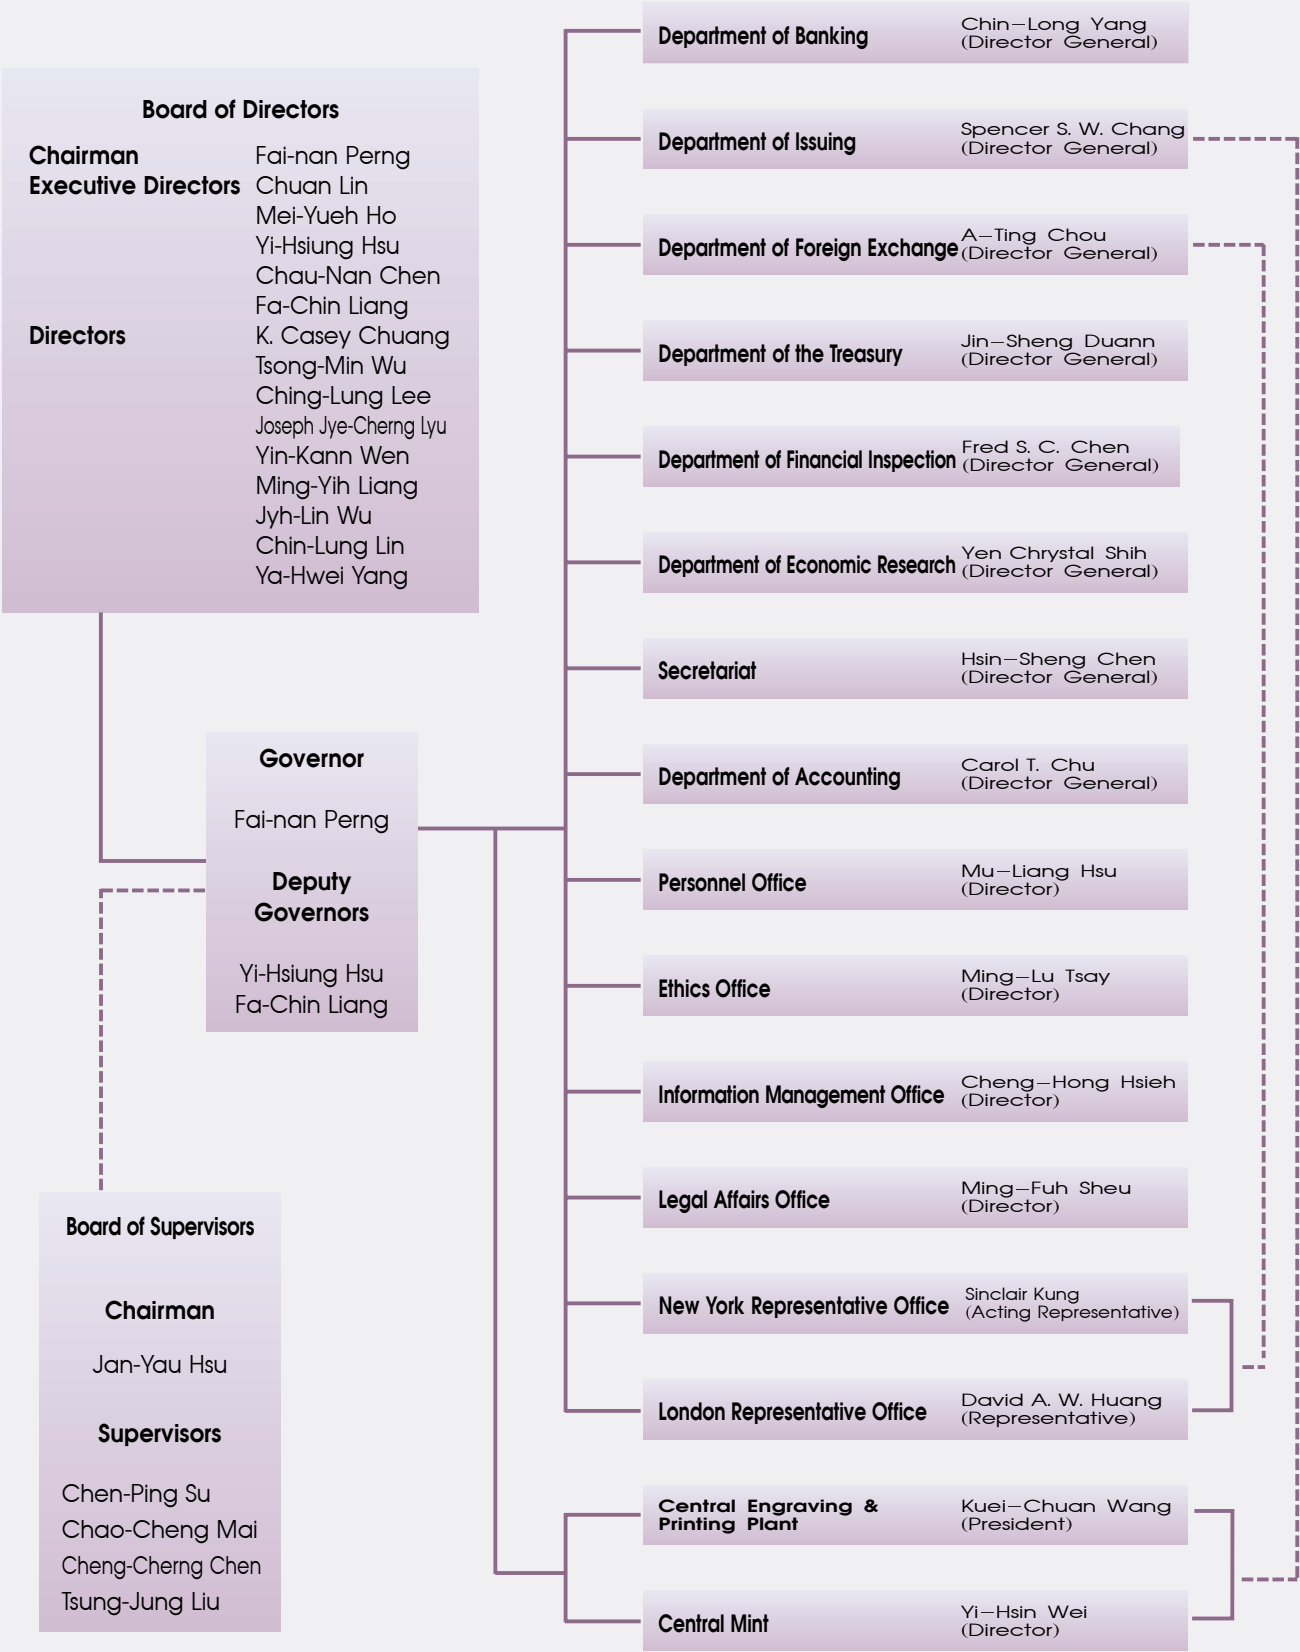 Board of Directors
Chairman Fai-nan Perng
Executive Directors Chuan Lin
Mei-Yueh Ho
Yi-Hsiung Hsu
Chau-Nan Chen
Fa-Chin Liang
Directors K. Casey Chuang
Tsong-Min Wu
Ching-Lung Lee
Joseph Jye-Cherng Lyu
Yin-Kann Wen
Ming-Yih Liang
Jyh-Lin Wu
Chin-Lung Lin
Ya-Hwei Yang
Governor
Fai-nan Perng
Deputy
Governors
Yi-Hsiung Hsu
Fa-Chin Liang
Board of Supervisors
Chairman
Jan-Yau Hsu
Supervisors
Chen-Ping Su
Chao-Cheng Mai
Cheng-Cherng Chen
Tsung-Jung Liu
Department of Banking
Chin-Long Yang
(Director General)
Department of Issuing
Spencer S. W. Chang
(Director General)
Department of Foreign Exchange
A-Ting Chou
(Director General)
Department of the Treasury
Jin-Sheng Duann
(Director General)
Department of Financial Inspection
Fred S. C. Chen
(Director General)
Department of Economic Research
Yen Chrystal Shih
(Director General)
Secretariat
Hsin-Sheng Chen
(Director General)
Department of Accounting
Carol T. Chu
(Director General)
Personnel Office
Mu-Liang Hsu
(Director)
Ethics Office
Ming-Lu Tsay
(Director)
Information Management Office
Cheng-Hong Hsieh
(Director)
Legal Affairs Office
Ming-Fuh Sheu
(Director)
New York Representative Office
Sinclair Kung
(Acting Representative)
London Representative Office
David A. W. Huang
(Representative)
Central Engraving &
Printing Plant
Kuei-Chuan Wang
(President)
Central Mint
Yi-Hsin Wei
(Director)